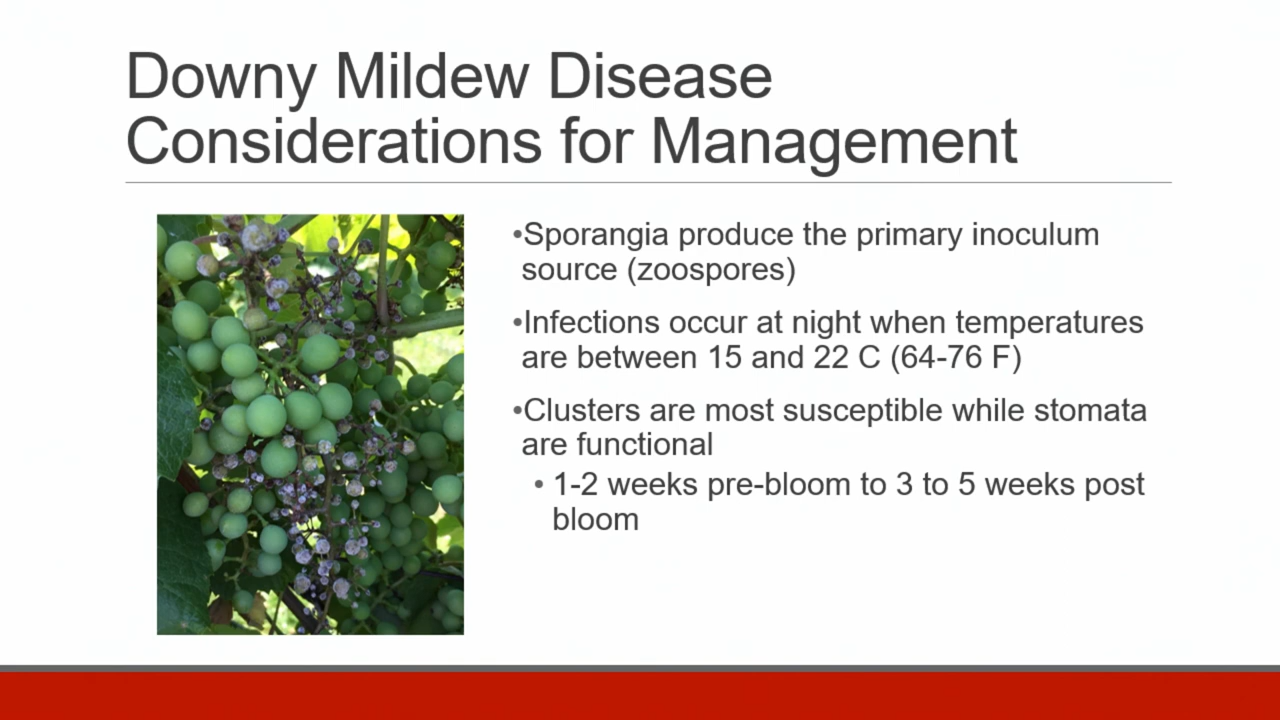 Downy Mildew Disease
Considerations for Management
•Sporangia produce the primary inoculum
source (zoospores)
•Infections occur at night when temperatures
are between 15 and 22 C (64-76 F)
•Clusters are most susceptible while stomata
are functional
• 1-2 weeks pre-bloom to 3 to 5 weeks post
bloom